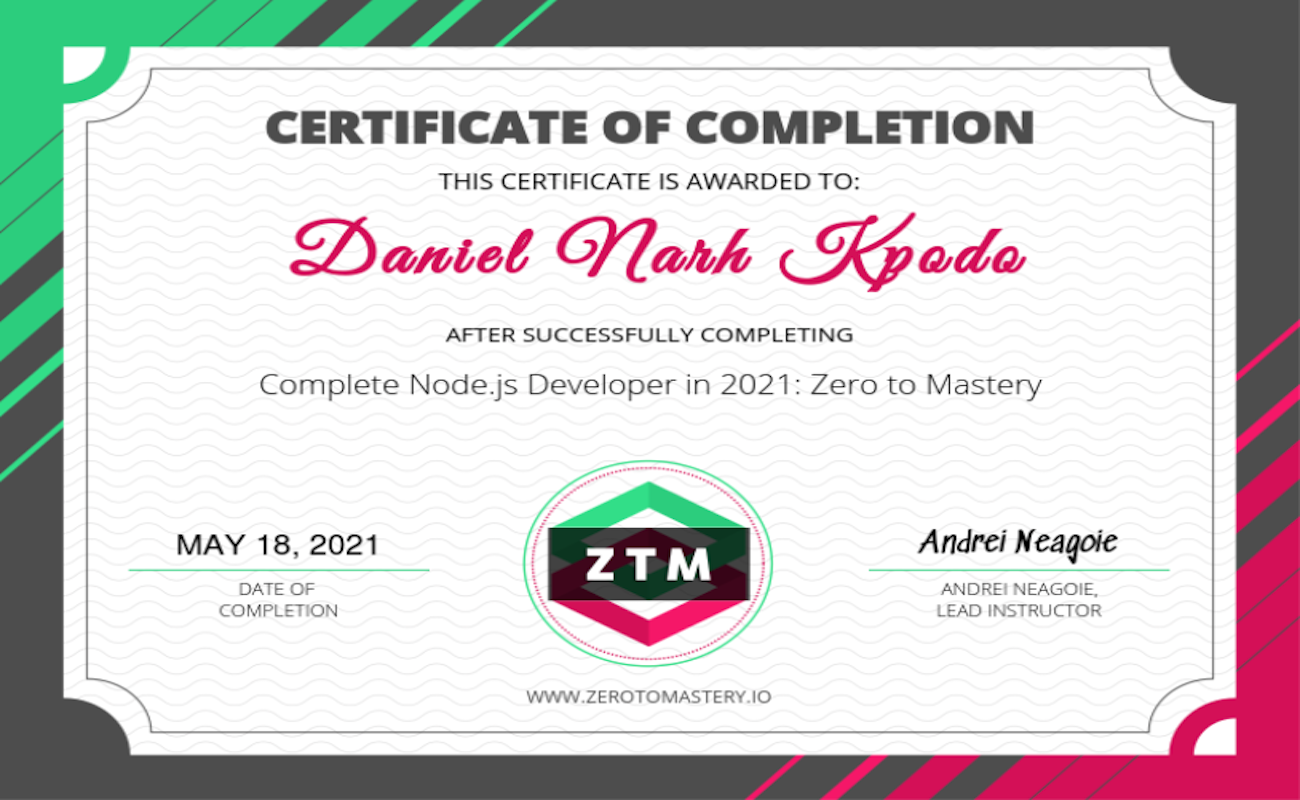 CERTIFICATE OF COMPLETION
THIS CERTIFICATE IS AWARDED TO:
Daniel Narh Kpodo
AFTER SUCCESSFULLY COMPLETING
Complete Node.js Developer in 2021: Zero to Mastery
MAY 18, 2021
DATE OF
COMPLETION
ZTM
Andrei Neagoie
ANDREI NEAGOIE,
LEAD INSTRUCTOR
WWW.ZEROTOMASTERY.IO